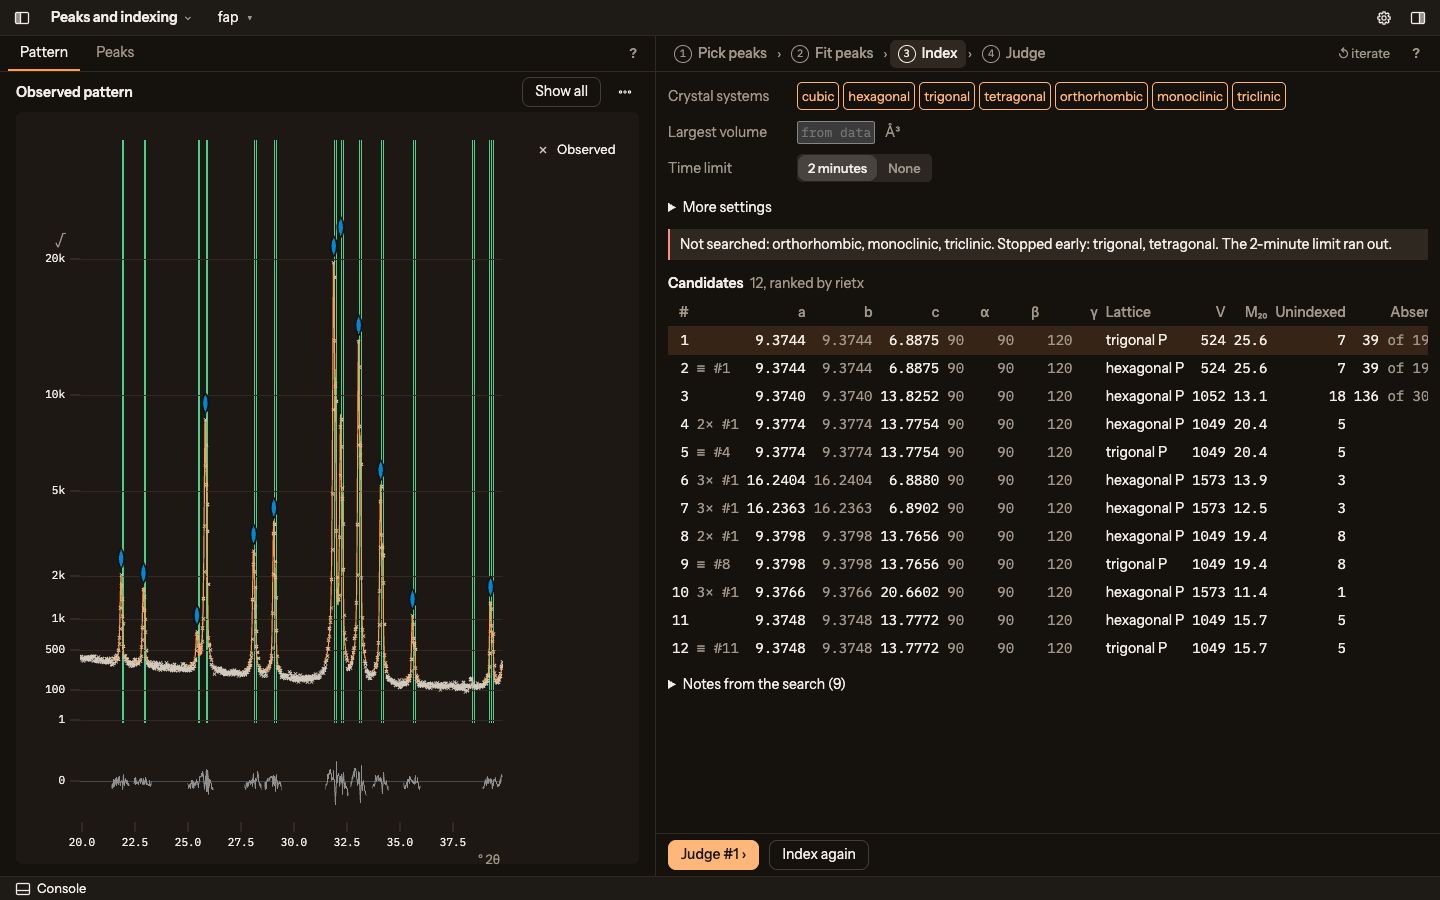 Peaks and indexing fap
Pattern Peaks ?
1 Pick peaks › 2 Fit peaks › 3 Index › 4 Judge iterate ?
Observed pattern Show all ...
× Observed
√
20k
10k
5k
2k
1k
500
100
1
0
20.0 22.5 25.0 27.5 30.0 32.5 35.0 37.5
°2θ
Crystal systems cubic hexagonal trigonal tetragonal orthorhombic monoclinic triclinic
Largest volume from data Å³
Time limit 2 minutes None
More settings
Not searched: orthorhombic, monoclinic, triclinic. Stopped early: trigonal, tetragonal. The 2-minute limit ran out.
Candidates 12, ranked by rietx
# a b c α β γ Lattice V M₂₀ Unindexed Abser
1 9.3744 9.3744 6.8875 90 90 120 trigonal P 524 25.6 7 39 of 19
2 ≡ #1 9.3744 9.3744 6.8875 90 90 120 hexagonal P 524 25.6 7 39 of 19
3 9.3740 9.3740 13.8252 90 90 120 hexagonal P 1052 13.1 18 136 of 30
4 2× #1 9.3774 9.3774 13.7754 90 90 120 hexagonal P 1049 20.4 5
5 ≡ #4 9.3774 9.3774 13.7754 90 90 120 trigonal P 1049 20.4 5
6 3× #1 16.2404 16.2404 6.8880 90 90 120 hexagonal P 1573 13.9 3
7 3× #1 16.2363 16.2363 6.8902 90 90 120 hexagonal P 1573 12.5 3
8 2× #1 9.3798 9.3798 13.7656 90 90 120 hexagonal P 1049 19.4 8
9 ≡ #8 9.3798 9.3798 13.7656 90 90 120 trigonal P 1049 19.4 8
10 3× #1 9.3766 9.3766 20.6602 90 90 120 hexagonal P 1573 11.4 1
11 9.3748 9.3748 13.7772 90 90 120 hexagonal P 1049 15.7 5
12 ≡ #11 9.3748 9.3748 13.7772 90 90 120 trigonal P 1049 15.7 5
Notes from the search (9)
Judge #1 › Index again
Console